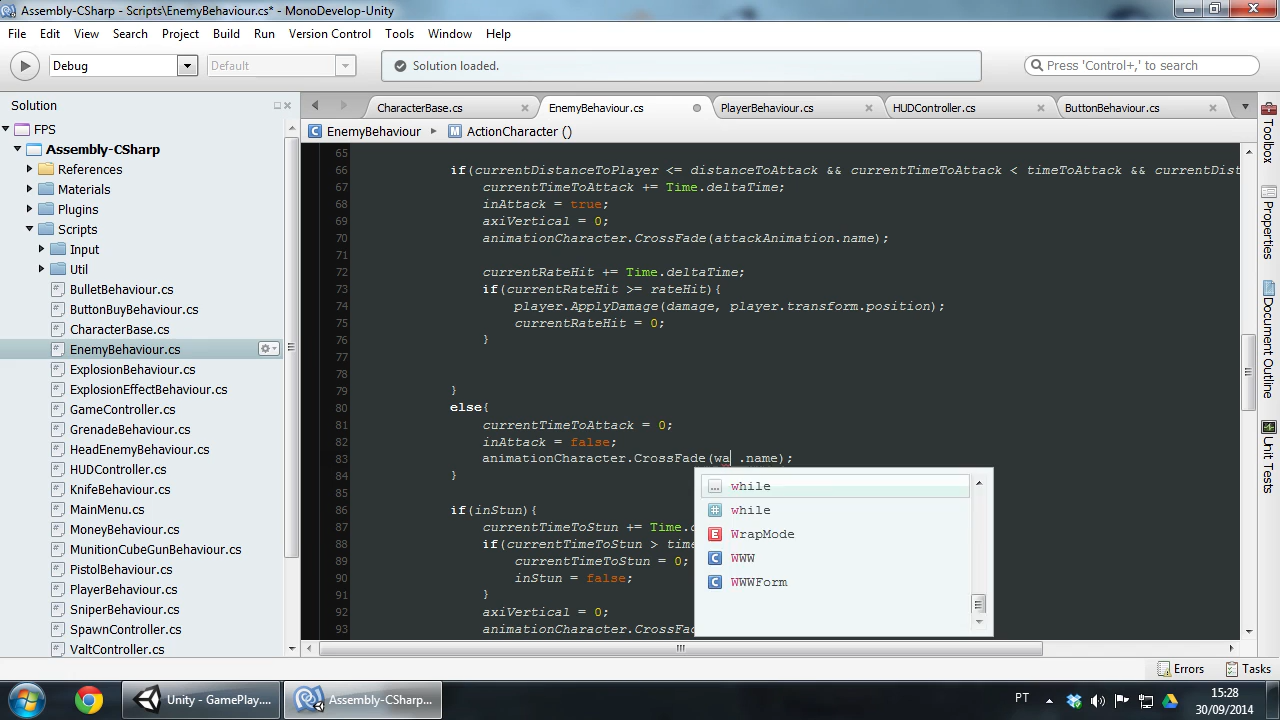 Assembly-CSharp - Scripts\EnemyBehaviour.cs* - MonoDevelop-Unity
File Edit View Search Project Build Run Version Control Tools Window Help
Debug Default Solution loaded. Press 'Control+,' to search
Solution
CharacterBase.cs EnemyBehaviour.cs PlayerBehaviour.cs HUDController.cs ButtonBehaviour.cs
EnemyBehaviour ActionCharacter ()
FPS
Assembly-CSharp
References
Materials
Plugins
Scripts
Input
Util
BulletBehaviour.cs
ButtonBuyBehaviour.cs
CharacterBase.cs
EnemyBehaviour.cs
ExplosionBehaviour.cs
ExplosionEffectBehaviour.cs
GameController.cs
GrenadeBehaviour.cs
HeadEnemyBehaviour.cs
HUDController.cs
KnifeBehaviour.cs
MainMenu.cs
MoneyBehaviour.cs
MunitionCubeGunBehaviour.cs
PistolBehaviour.cs
PlayerBehaviour.cs
SniperBehaviour.cs
SpawnController.cs
ValtController.cs
65
66 if(currentDistanceToPlayer <= distanceToAttack && currentTimeToAttack < timeToAttack && currentDist
67 currentTimeToAttack += Time.deltaTime;
68 inAttack = true;
69 axiVertical = 0;
70 animationCharacter.CrossFade(attackAnimation.name);
71
72 currentRateHit += Time.deltaTime;
73 if(currentRateHit >= rateHit){
74 player.ApplyDamage(damage, player.transform.position);
75 currentRateHit = 0;
76 }
77
78
79 }
80 else{
81 currentTimeToAttack = 0;
82 inAttack = false;
83 animationCharacter.CrossFade(wa .name);
84 }
85
86 if(inStun){
87 currentTimeToStun += Time.d
88 if(currentTimeToStun > time
89 currentTimeToStun = 0;
90 inStun = false;
91 }
92 axiVertical = 0;
93 animationCharacter.CrossFa
while
while
WrapMode
WWW
WWWForm
Toolbox
Properties
Document Outline
Unit Tests
Errors Tasks
Unity - GamePlay.... Assembly-CSharp... PT 15:28
30/09/2014